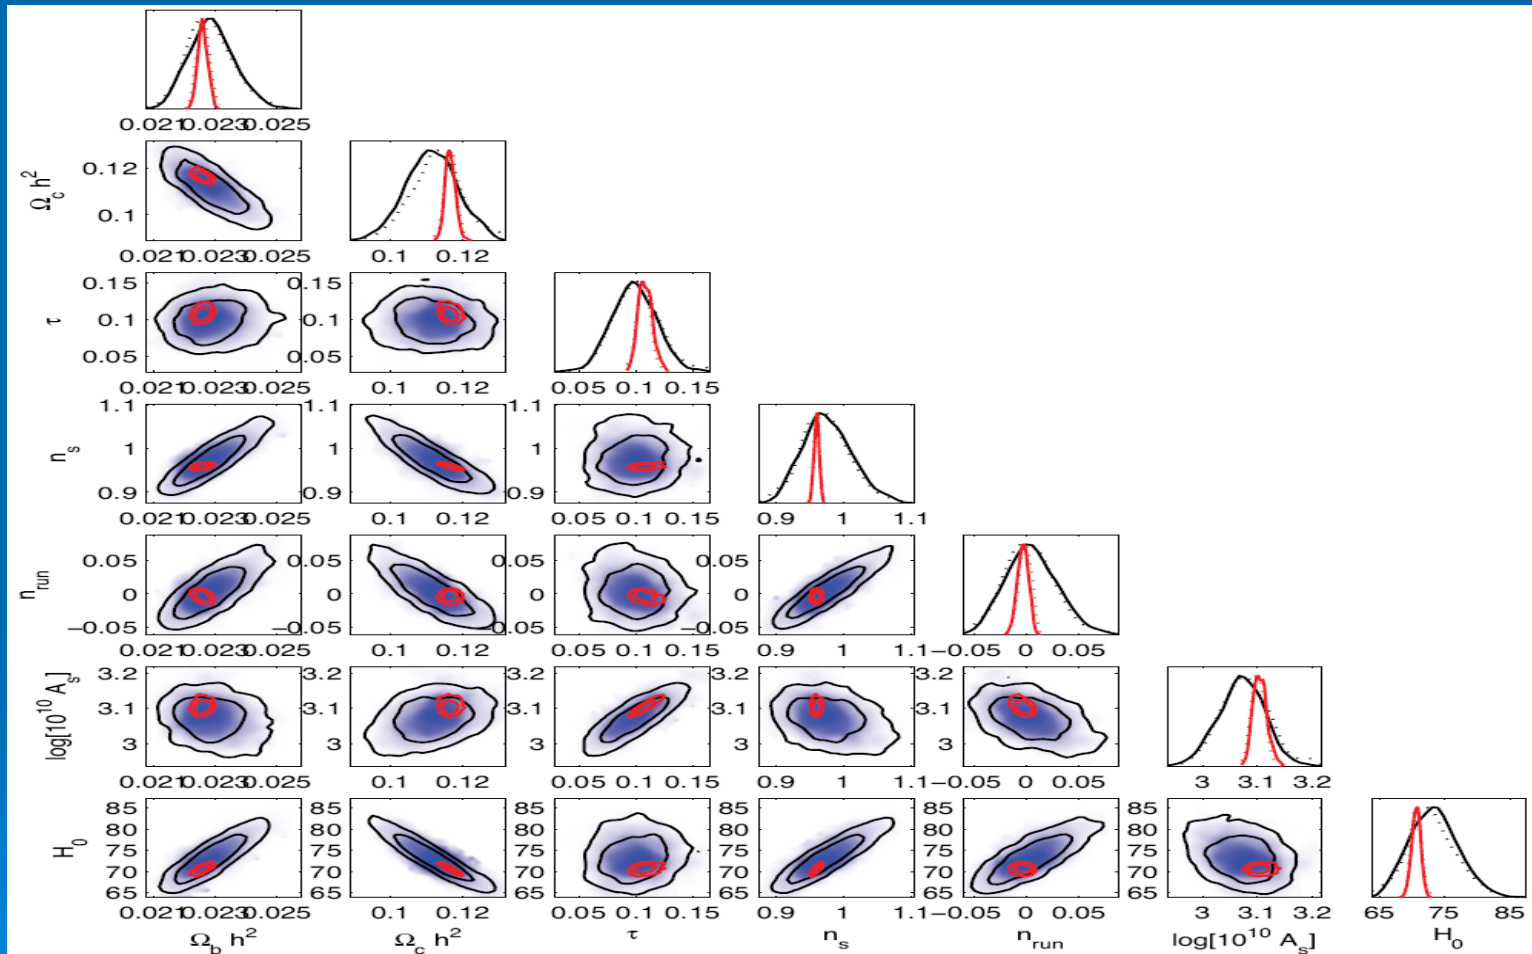 0.021 0.023 0.025
Ω_c h²
0.12
0.1
0.021 0.023 0.025 0.1 0.12
τ
0.15 0.15
0.1 0.1
0.05 0.05
0.021 0.023 0.025 0.1 0.12 0.05 0.1 0.15
n_s
1.1 1.1 1.1
1 1 1
0.9 0.9 0.9
0.021 0.023 0.025 0.1 0.12 0.05 0.1 0.15 0.9 1 1.1
n_run
0.05 0.05 0.05 0.05
0 0 0 0
−0.05 −0.05 −0.05 −0.05
0.021 0.023 0.025 0.1 0.12 0.05 0.1 0.15 0.9 1 1.1 −0.05 0 0.05
log[10¹⁰ A_s]
3.2 3.2 3.2 3.2 3.2
3.1 3.1 3.1 3.1 3.1
3 3 3 3 3
0.021 0.023 0.025 0.1 0.12 0.05 0.1 0.15 0.9 1 1.1 −0.05 0 0.05 3 3.1 3.2
H_0
85 85 85 85 85 85
80 80 80 80 80 80
75 75 75 75 75 75
70 70 70 70 70 70
65 65 65 65 65 65
0.021 0.023 0.025 0.1 0.12 0.05 0.1 0.15 0.9 1 1.1 −0.05 0 0.05 3 3.1 3.2 65 75 85
Ω_b h² Ω_c h² τ n_s n_run log[10¹⁰ A_s] H_0